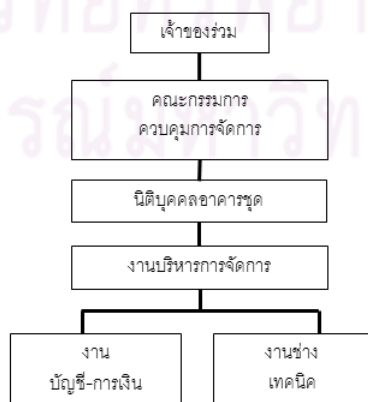 เจ้าของร่วม
คณะกรรมการ
ควบคุมการจัดการ
นิติบุคคลอาคารชุด
งานบริหารการจัดการ
งาน
บัญชี-การเงิน
งานช่าง
เทคนิค